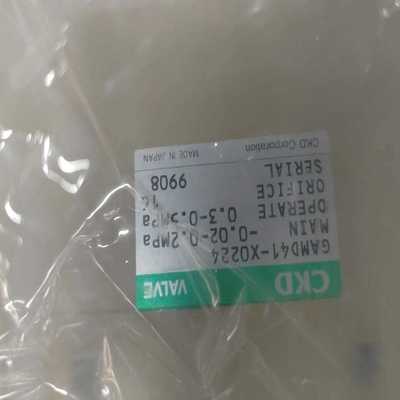 CKD VALVE
GAMD41-X0224
MAIN -0.02-0.2MPa
OPERATE 0.3-0.5MPa
ORIFICE 16
SERIAL 9908
CKD Corporation MADE IN JAPAN